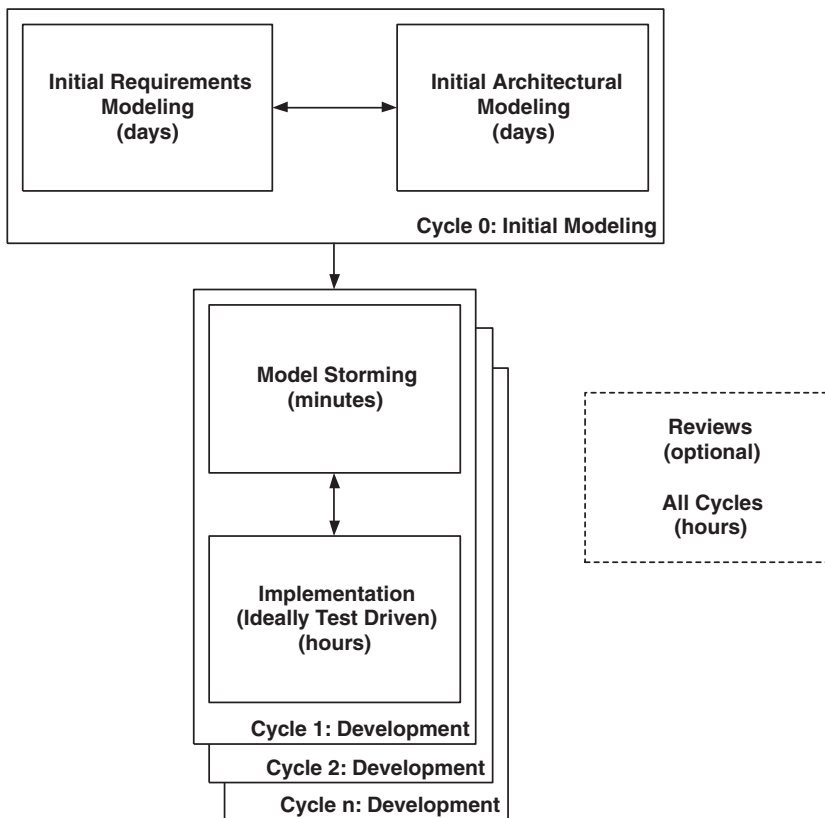 Initial Requirements
Modeling
(days)
Initial Architectural
Modeling
(days)
Cycle 0: Initial Modeling
Model Storming
(minutes)
Reviews
(optional)
All Cycles
(hours)
Implementation
(Ideally Test Driven)
(hours)
Cycle 1: Development
Cycle 2: Development
Cycle n: Development